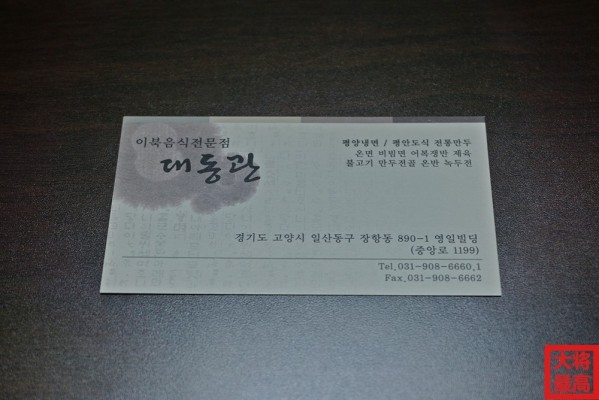 이북음식전문점
대동관
평양냉면 / 평안도식 전통만두
온면 비빔면 어복쟁반 제육
불고기 만두전골 온반 녹두전
경기도 고양시 일산동구 장항동 890-1 영일빌딩
(중앙로 1199)
Tel.031-908-6660,1
Fax.031-908-6662
大将
最高